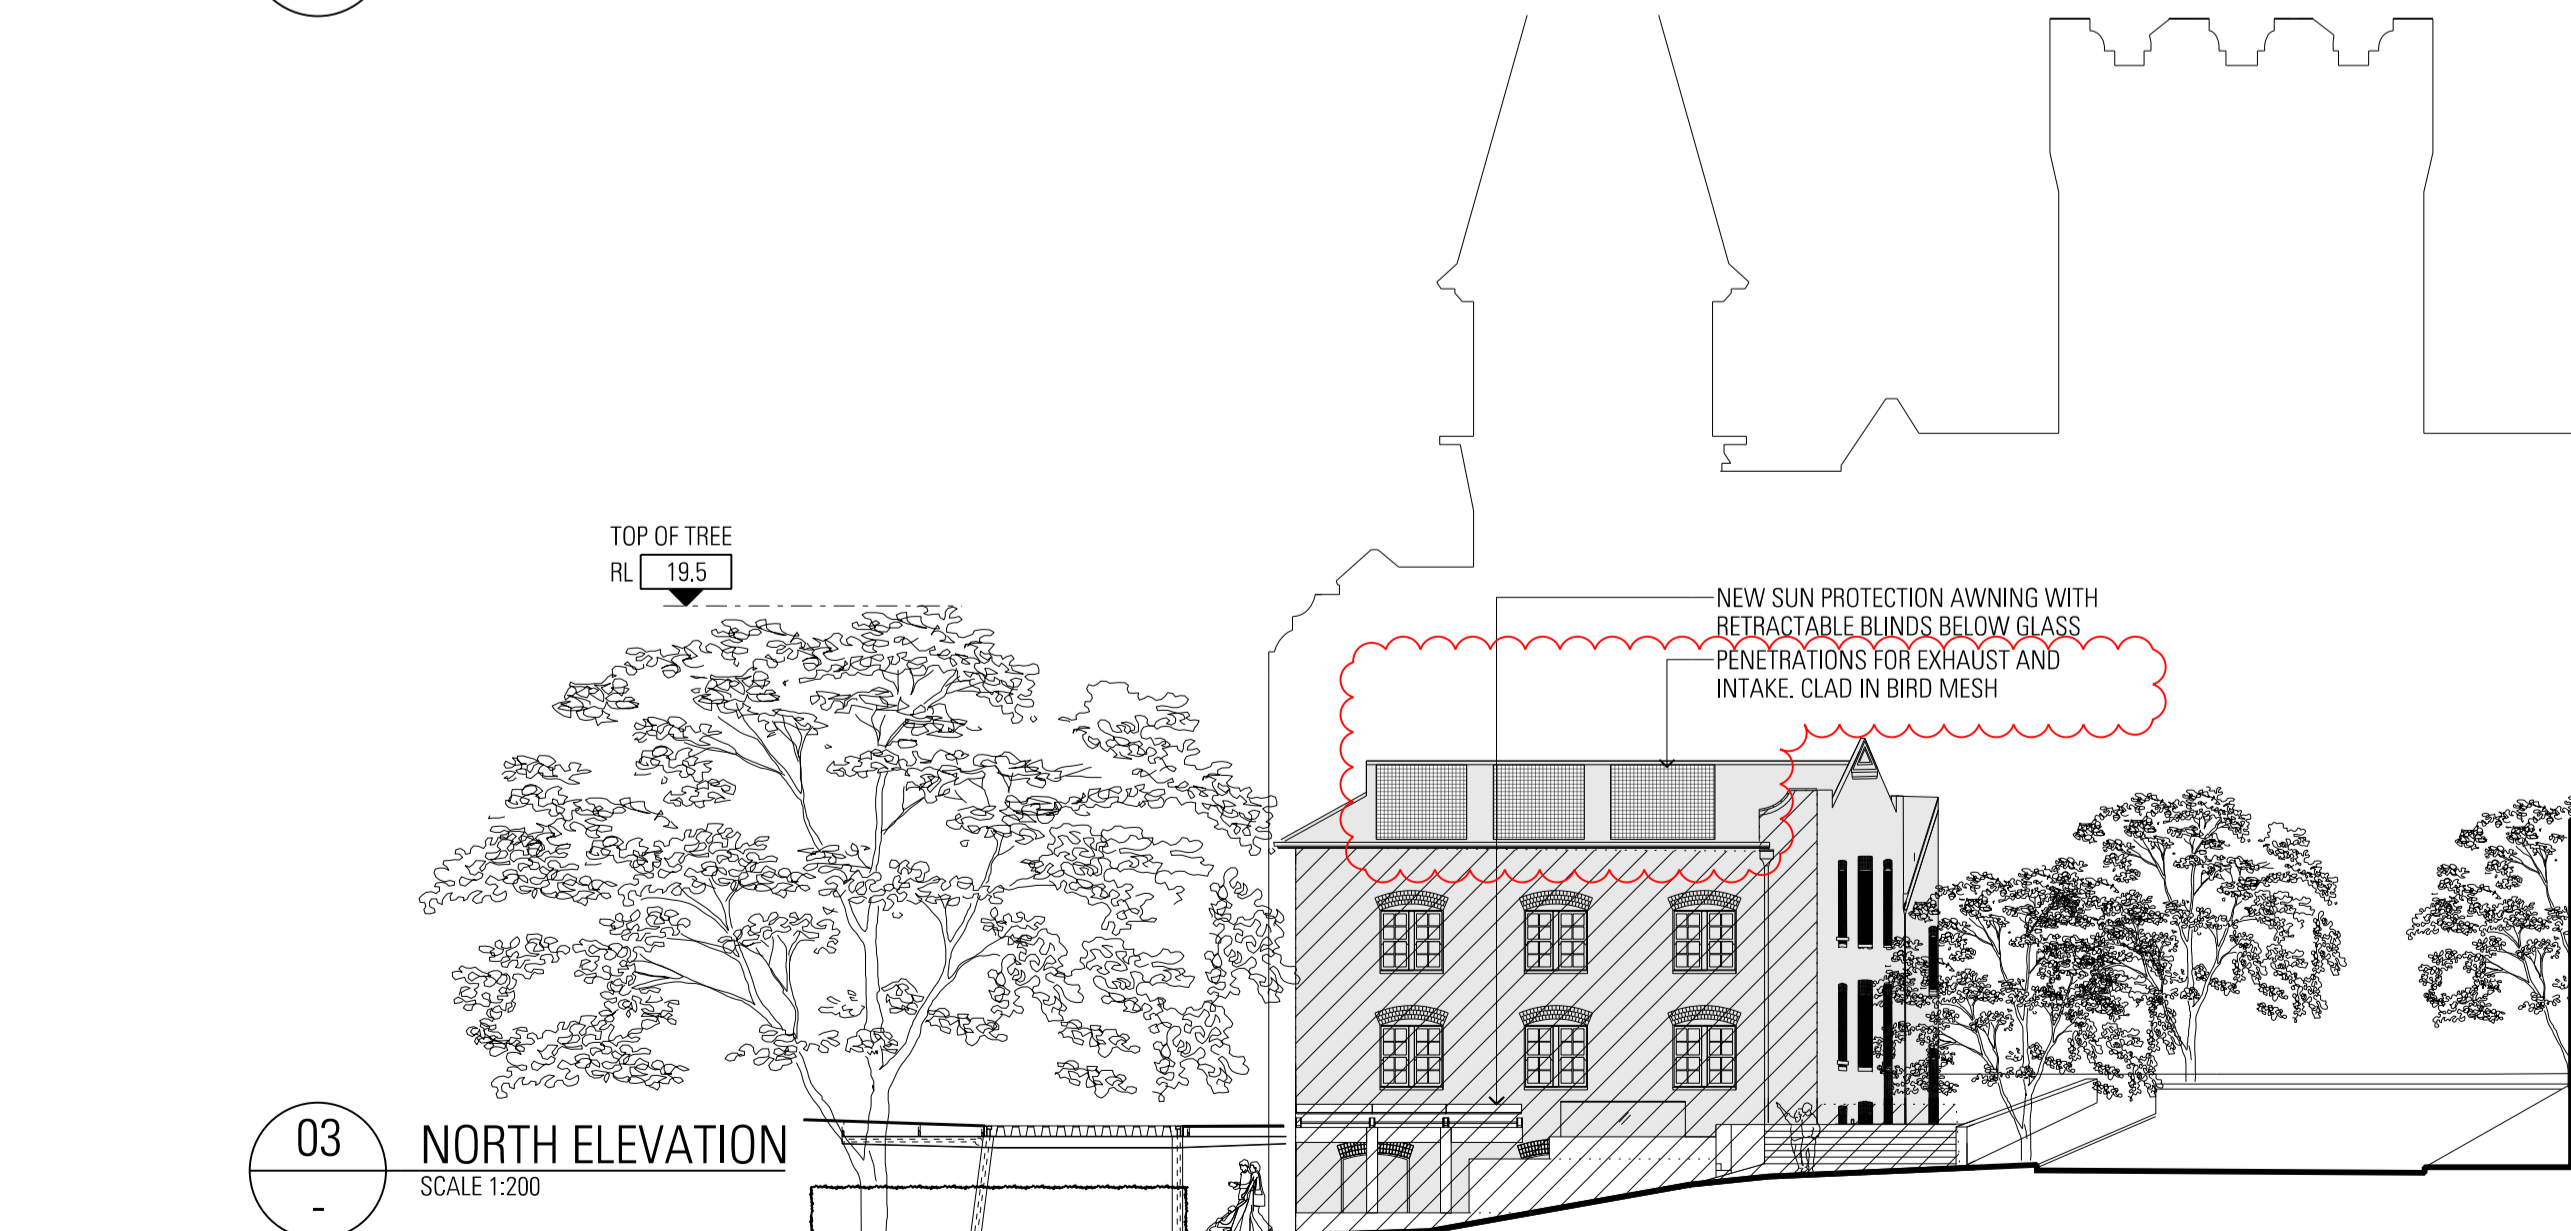 TOP OF TREE
RL 19.5
NEW SUN PROTECTION AWNING WITH
RETRACTABLE BLINDS BELOW GLASS
PENETRATIONS FOR EXHAUST AND
INTAKE. CLAD IN BIRD MESH
03
-
NORTH ELEVATION
SCALE 1:200